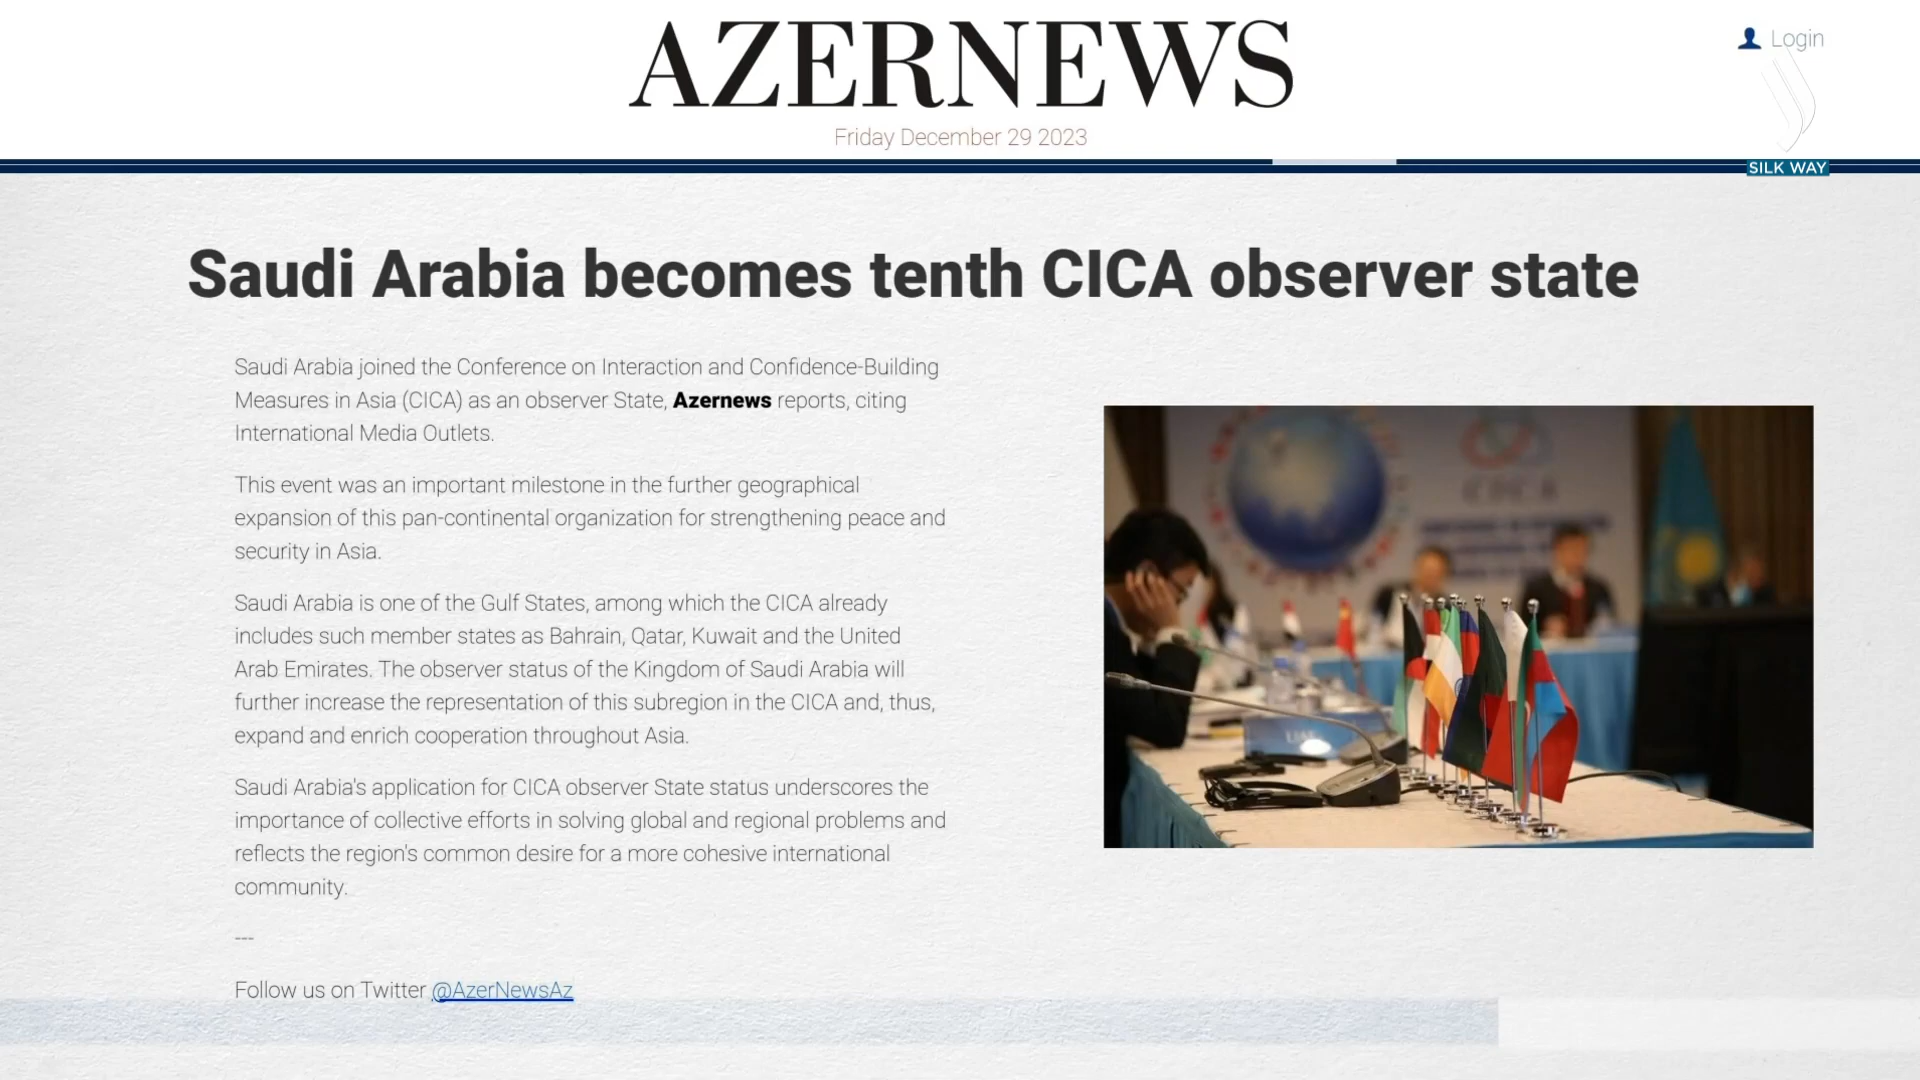 AZERNEWS
Login
Friday December 29 2023
SILK WAY
Saudi Arabia becomes tenth CICA observer state
Saudi Arabia joined the Conference on Interaction and Confidence-Building
Measures in Asia (CICA) as an observer State, Azernews reports, citing
International Media Outlets.
This event was an important milestone in the further geographical
expansion of this pan-continental organization for strengthening peace and
security in Asia.
Saudi Arabia is one of the Gulf States, among which the CICA already
includes such member states as Bahrain, Qatar, Kuwait and the United
Arab Emirates. The observer status of the Kingdom of Saudi Arabia will
further increase the representation of this subregion in the CICA and, thus,
expand and enrich cooperation throughout Asia.
Saudi Arabia's application for CICA observer State status underscores the
importance of collective efforts in solving global and regional problems and
reflects the region's common desire for a more cohesive international
community.
---
Follow us on Twitter @AzerNewsAz
CICA
UAE